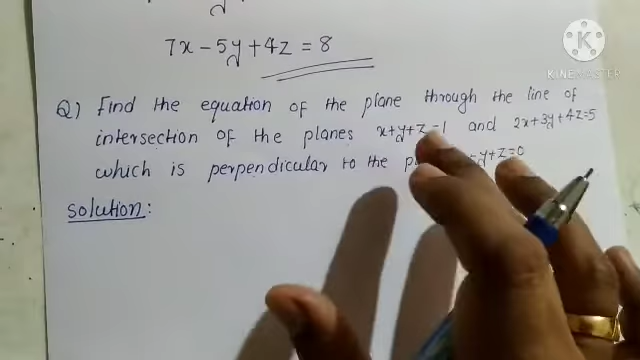 7x - 5y + 4z = 8
KINEMASTER
Q) Find the equation of the plane through the line of
intersection of the planes x+y+z=1 and 2x+3y+4z=5
which is perpendicular to the +y+z=0
Solution: